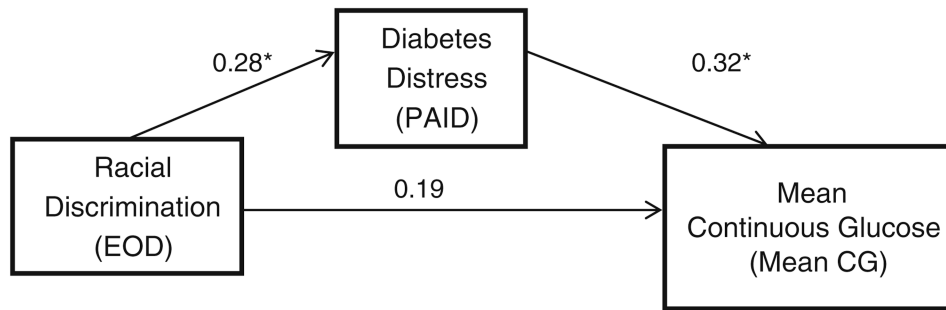 Diabetes
Distress
(PAID)
0.28*
0.32*
Racial
Discrimination
(EOD)
0.19
Mean
Continuous Glucose
(Mean CG)